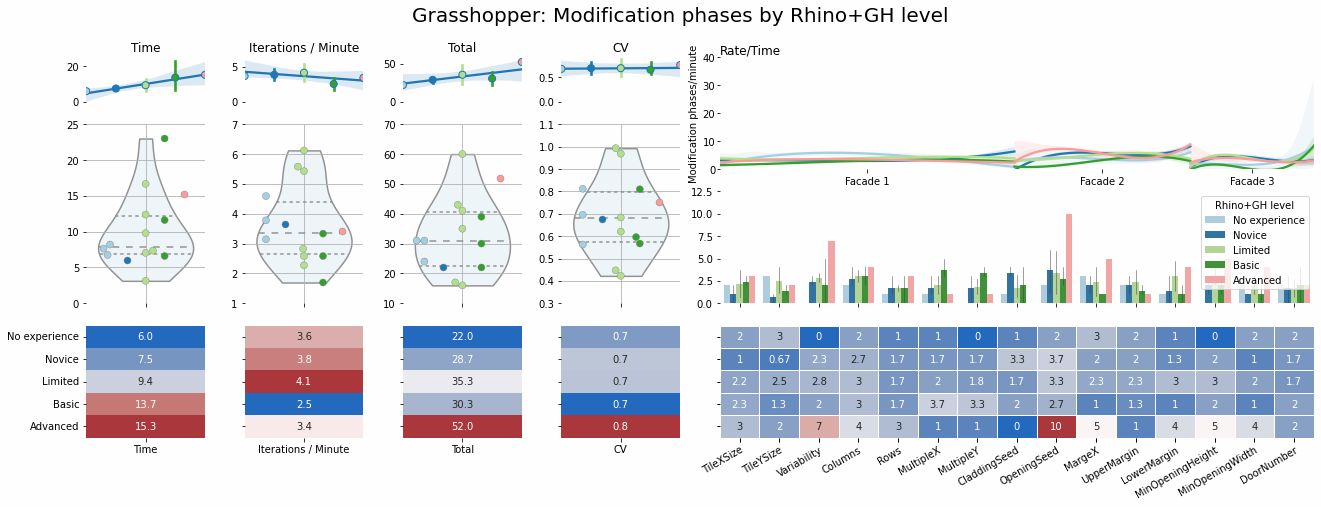 Grasshopper: Modification phases by Rhino+GH level
Time
Iterations / Minute
Total
CV
Rate/Time
20
0
5
0
50
0
0.5
0.0
Modification phases/minute
40
30
20
10
0
Facade 1
Facade 2
Facade 3
25
20
15
10
5
0
7
6
5
4
3
2
1
70
60
50
40
30
20
10
1.1
1.0
0.9
0.8
0.7
0.6
0.5
0.4
0.3
12.5
10.0
7.5
5.0
2.5
0.0
Rhino+GH level
No experience
Novice
Limited
Basic
Advanced
No experience 6.0 3.6 22.0 0.7 2 3 0 2 1 1 0 1 2 3 2 1 0 2 2
Novice 7.5 3.8 28.7 0.7 1 0.67 2.3 2.7 1.7 1.7 1.7 3.3 3.7 2 2 1.3 2 1 1.7
Limited 9.4 4.1 35.3 0.7 2.2 2.5 2.8 3 1.7 2 1.8 1.7 3.3 2.3 2.3 3 3 2 1.7
Basic 13.7 2.5 30.3 0.7 2.3 1.3 2 3 1.7 3.7 3.3 2 2.7 1 1.3 1 2 1 2
Advanced 15.3 3.4 52.0 0.8 3 2 7 4 3 1 1 0 10 5 1 4 5 4 2
Time
Iterations / Minute
Total
CV
TileXSize
TileYSize
Variability
Columns
Rows
MultipleX
MultipleY
CladdingSeed
OpeningSeed
MargeX
UpperMargin
LowerMargin
MinOpeningHeight
MinOpeningWidth
DoorNumber